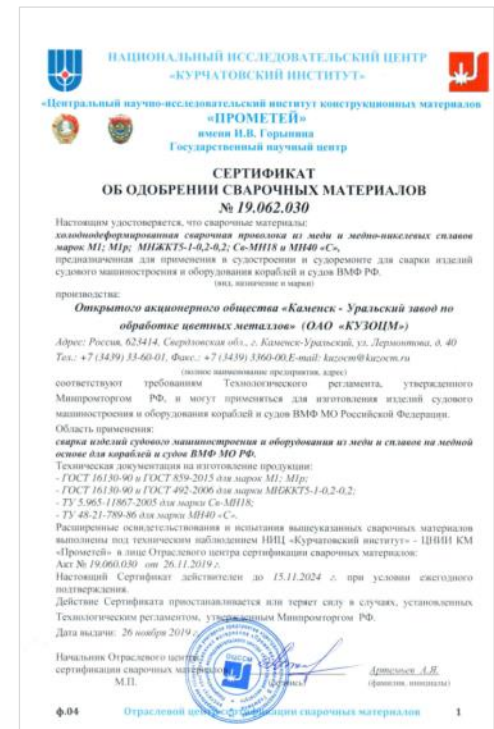 НАЦИОНАЛЬНЫЙ ИССЛЕДОВАТЕЛЬСКИЙ ЦЕНТР
«КУРЧАТОВСКИЙ ИНСТИТУТ»
«Центральный научно-исследовательский институт конструкционных материалов
«ПРОМЕТЕЙ»
имени И.В. Горынина
Государственный научный центр
СЕРТИФИКАТ
ОБ ОДОБРЕНИИ СВАРОЧНЫХ МАТЕРИАЛОВ
№ 19.062.030
Настоящим удостоверяется, что сварочные материалы:
холоднодеформированная сварочная проволока из меди и медно-никелевых сплавов
марок М1; М1р; МНЖКТ5-1-0,2-0,2; Св-МН18 и МН40 «С»,
предназначенная для применения в судостроении и судоремонте для сварки изделий
судового машиностроения и оборудования кораблей и судов ВМФ РФ.
(вид, назначение и марки)
производства:
Открытого акционерного общества «Каменск - Уральский завод по
обработке цветных металлов» (ОАО «КУЗОЦМ»)
Адрес: Россия, 623414, Свердловская обл., г. Каменск-Уральский, ул. Лермонтова, д. 40
Тел.: +7 (3439) 33-60-01, Факс.: +7 (3439) 3360-00,E-mail: kuzocm@kuzocm.ru
(полное наименование предприятия, адрес)
соответствуют требованиям Технологического регламента, утвержденного
Минпромторгом РФ, и могут применяться для изготовления изделий судового
машиностроения и оборудования кораблей и судов ВМФ МО Российской Федерации.
Область применения:
сварка изделий судового машиностроения и оборудования из меди и сплавов на медной
основе для кораблей и судов ВМФ МО РФ.
Техническая документация на изготовление продукции:
- ГОСТ 16130-90 и ГОСТ 859-2015 для марок М1; М1р;
- ГОСТ 16130-90 и ГОСТ 492-2006 для марки МНЖКТ5-1-0,2-0,2;
- ТУ 5.965-11867-2005 для марки Св-МН18;
- ТУ 48-21-789-86 для марки МН40 «С».
Расширенные освидетельствования и испытания вышеуказанных сварочных материалов
выполнены под техническим наблюдением НИЦ «Курчатовский институт» - ЦНИИ КМ
«Прометей» в лице Отраслевого центра сертификации сварочных материалов:
Акт № 19.060.030 от 26.11.2019 г.
Настоящий Сертификат действителен до 15.11.2024 г. при условии ежегодного
подтверждения.
Действие Сертификата приостанавливается или теряет силу в случаях, установленных
Технологическим регламентом, утвержденным Минпромторгом РФ.
Дата выдачи: 26 ноября 2019 г.
Начальник Отраслевого центра
сертификации сварочных материалов
Артемьев А.Я.
М.П.
(подпись)
(фамилия, инициалы)
ОЦССМ
ф.04
Отраслевой центр сертификации сварочных материалов
1